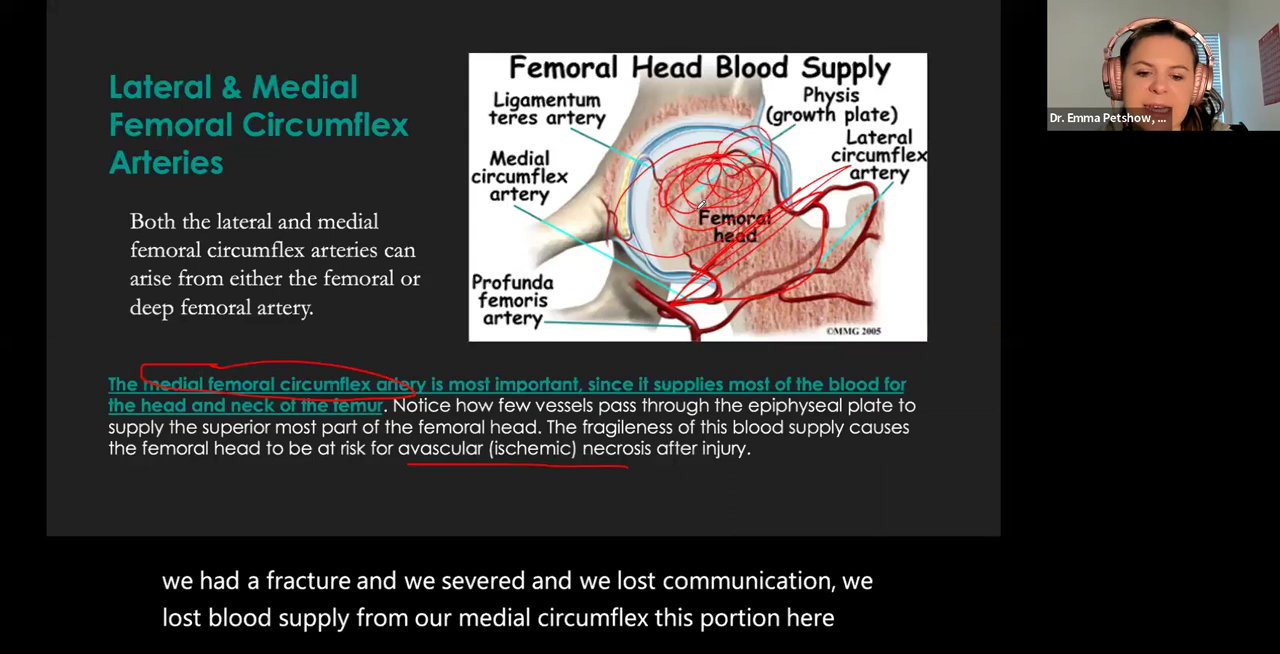 Lateral & Medial
Femoral Circumflex
Arteries
Both the lateral and medial
femoral circumflex arteries can
arise from either the femoral or
deep femoral artery.
Femoral Head Blood Supply
Ligamentum
teres artery
Physis
(growth plate)
Medial
circumflex
artery
Lateral
circumflex
artery
Femoral
head
Profunda
femoris
artery
©MMG 2005
The medial femoral circumflex artery is most important, since it supplies most of the blood for
the head and neck of the femur. Notice how few vessels pass through the epiphyseal plate to
supply the superior most part of the femoral head. The fragileness of this blood supply causes
the femoral head to be at risk for avascular (ischemic) necrosis after injury.
Dr. Emma Petshow, ...
we had a fracture and we severed and we lost communication, we
lost blood supply from our medial circumflex this portion here